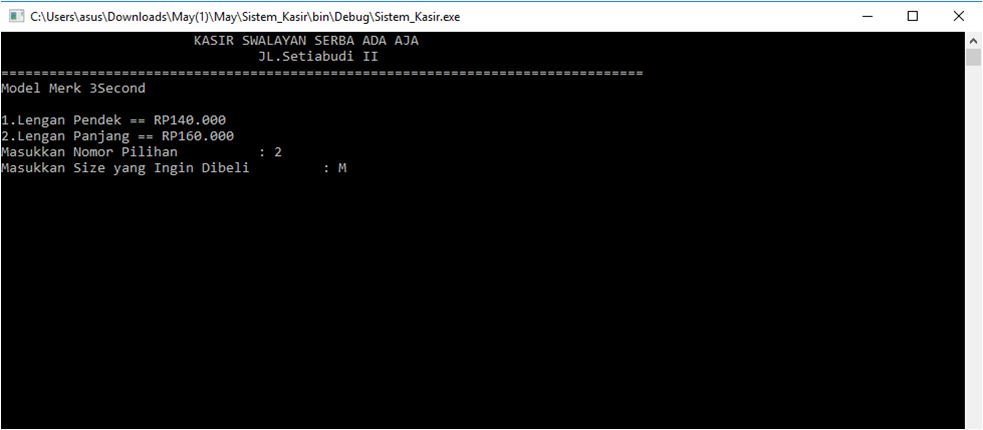 C:\Users\asus\Downloads\May(1)\May\Sistem_Kasir\bin\Debug\Sistem_Kasir.exe
KASIR SWALAYAN SERBA ADA AJA
JL.Setiabudi II
================================================================================
Model Merk 3Second
1.Lengan Pendek == RP140.000
2.Lengan Panjang == RP160.000
Masukkan Nomor Pilihan          : 2
Masukkan Size yang Ingin Dibeli         : M